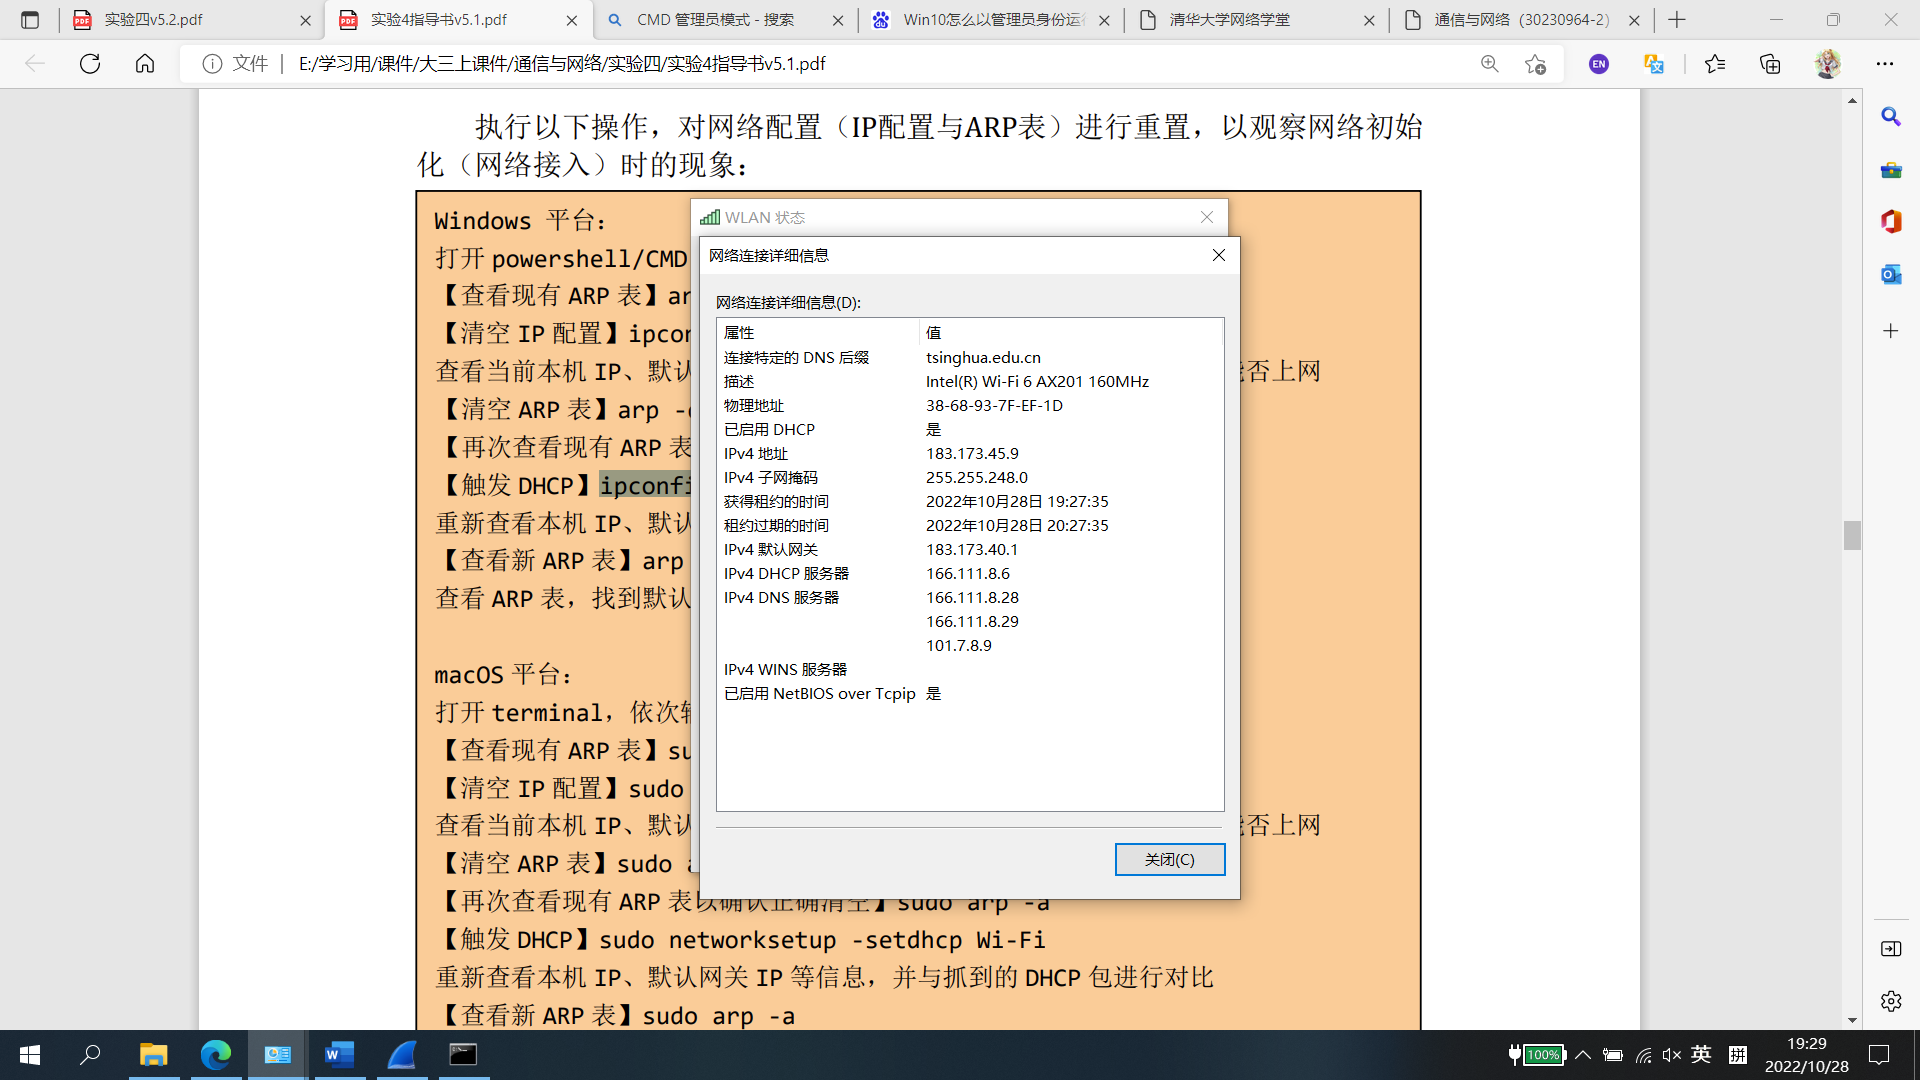 实验四v5.2.pdf
实验4指导书v5.1.pdf
CMD 管理员模式 - 搜索
Win10怎么以管理员身份运
清华大学网络学堂
通信与网络（30230964-2）
文件
E:/学习用/课件/大三上课件/通信与网络/实验四/实验4指导书v5.1.pdf
EN
执行以下操作，对网络配置（IP配置与ARP表）进行重置，以观察网络初始
化（网络接入）时的现象：
Windows 平台：
打开 powershell/CMD
【查看现有 ARP 表】ar
【清空 IP 配置】ipcon
查看当前本机 IP、默认
否上网
【清空 ARP 表】arp -
【再次查看现有 ARP 表
【触发 DHCP】ipconfi
重新查看本机 IP、默认
【查看新 ARP 表】arp
查看 ARP 表，找到默认
macOS 平台：
打开 terminal，依次
【查看现有 ARP 表】su
【清空 IP 配置】sudo
查看当前本机 IP、默认
否上网
【清空 ARP 表】sudo a
【再次查看现有 ARP 表以确认正确清空】sudo arp -a
【触发 DHCP】sudo networksetup -setdhcp Wi-Fi
重新查看本机 IP、默认网关 IP 等信息，并与抓到的 DHCP 包进行对比
【查看新 ARP 表】sudo arp -a
WLAN 状态
网络连接详细信息
网络连接详细信息(D):
属性 值
连接特定的 DNS 后缀 tsinghua.edu.cn
描述 Intel(R) Wi-Fi 6 AX201 160MHz
物理地址 38-68-93-7F-EF-1D
已启用 DHCP 是
IPv4 地址 183.173.45.9
IPv4 子网掩码 255.255.248.0
获得租约的时间 2022年10月28日 19:27:35
租约过期的时间 2022年10月28日 20:27:35
IPv4 默认网关 183.173.40.1
IPv4 DHCP 服务器 166.111.8.6
IPv4 DNS 服务器 166.111.8.28
166.111.8.29
101.7.8.9
IPv4 WINS 服务器
已启用 NetBIOS over Tcpip 是
关闭(C)
100%
英
拼
19:29
2022/10/28